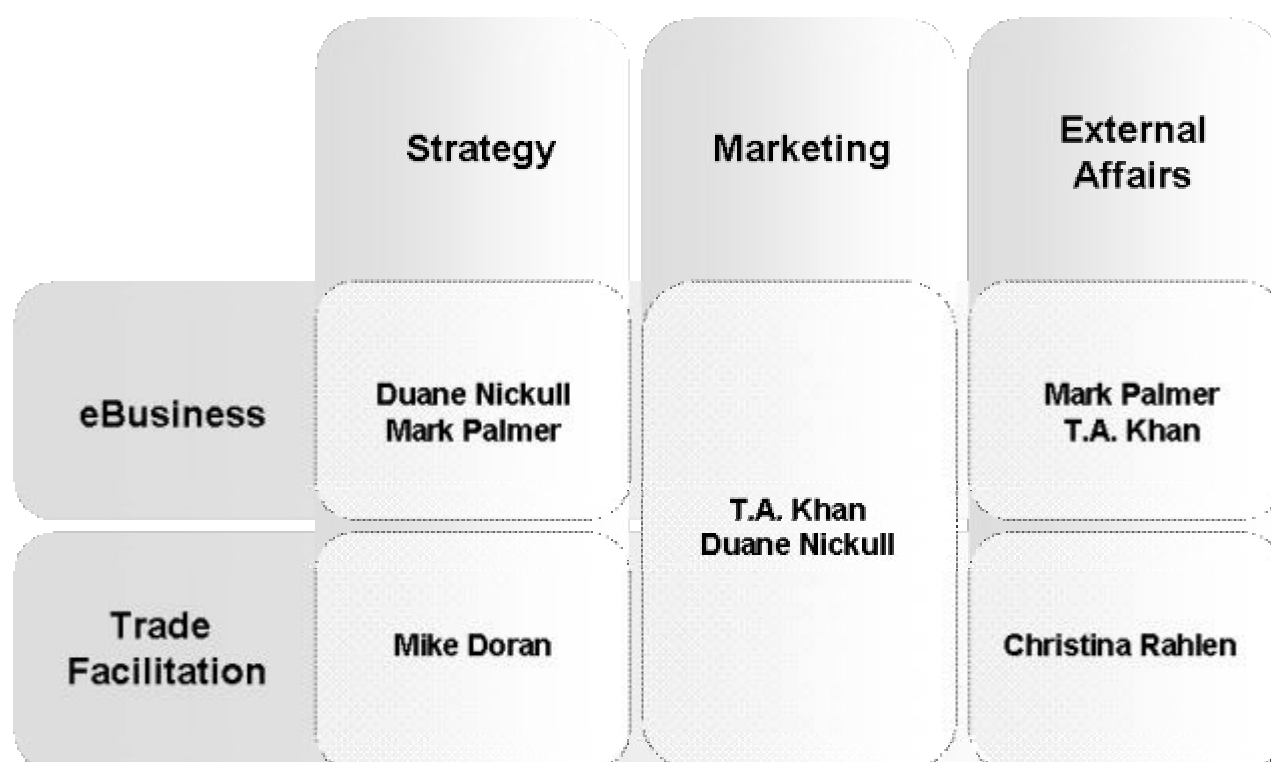 Strategy
Marketing
External
Affairs
eBusiness
Duane Nickull
Mark Palmer
Mark Palmer
T.A. Khan
T.A. Khan
Duane Nickull
Trade
Facilitation
Mike Doran
Christina Rahlen